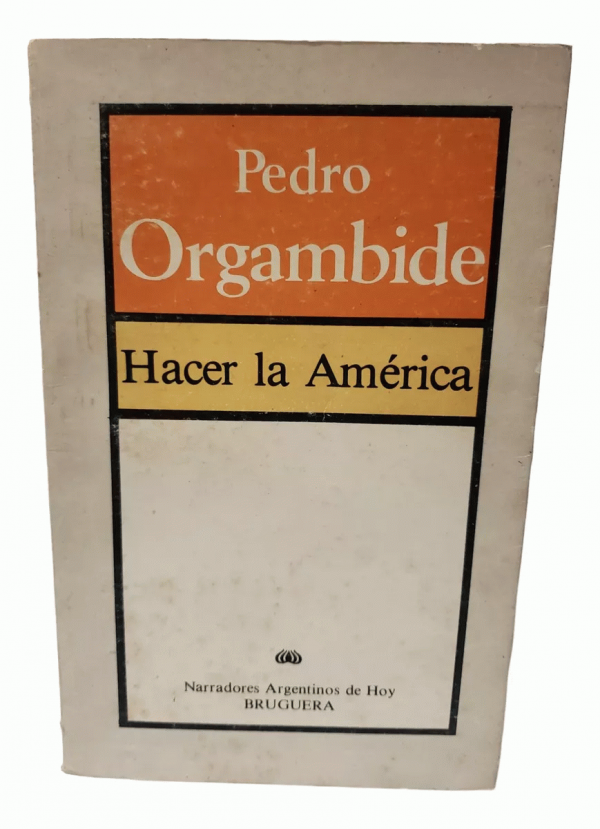 Pedro
Orgambide
Hacer la América
Narradores Argentinos de Hoy
BRUGUERA